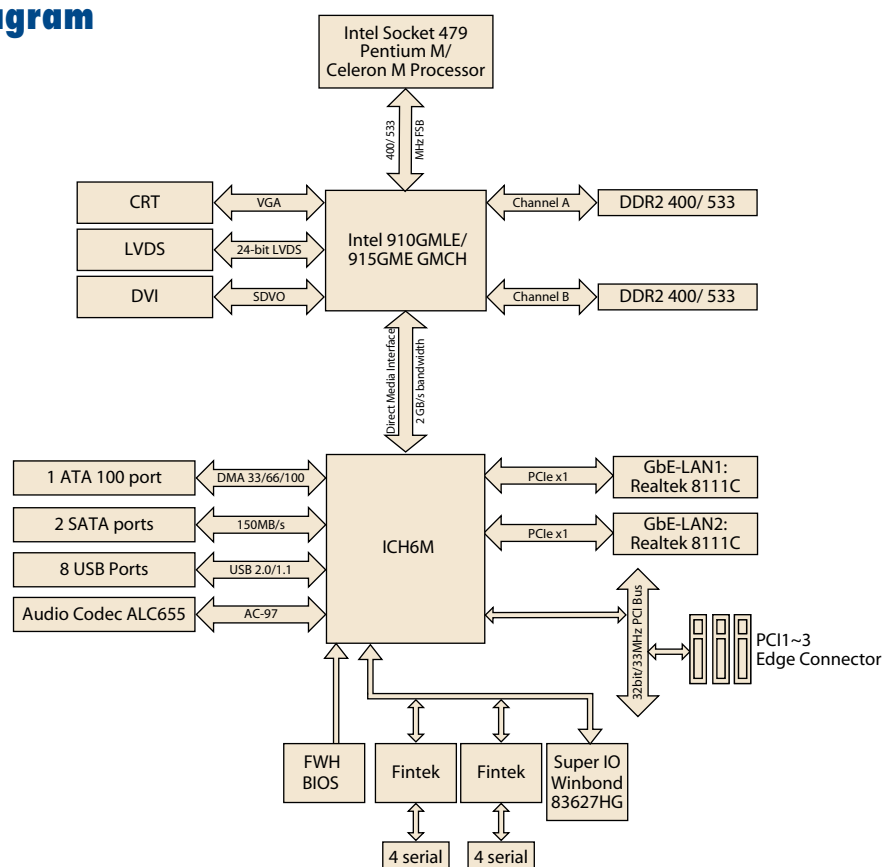 agram
Intel Socket 479
Pentium M/
Celeron M Processor
400/ 533
MHz FSB
CRT
VGA
LVDS
24-bit LVDS
DVI
SDVO
Intel 910GMLE/
915GME GMCH
Channel A
DDR2 400/ 533
Channel B
DDR2 400/ 533
Direct Media Interface
2 GB/s bandwidth
1 ATA 100 port
DMA 33/66/100
2 SATA ports
150MB/s
8 USB Ports
USB 2.0/1.1
Audio Codec ALC655
AC-97
ICH6M
PCIe x1
GbE-LAN1:
Realtek 8111C
PCIe x1
GbE-LAN2:
Realtek 8111C
32bit/33MHz PCI Bus
PCI1~3
Edge Connector
FWH
BIOS
Fintek
Fintek
Super IO
Winbond
83627HG
4 serial
4 serial